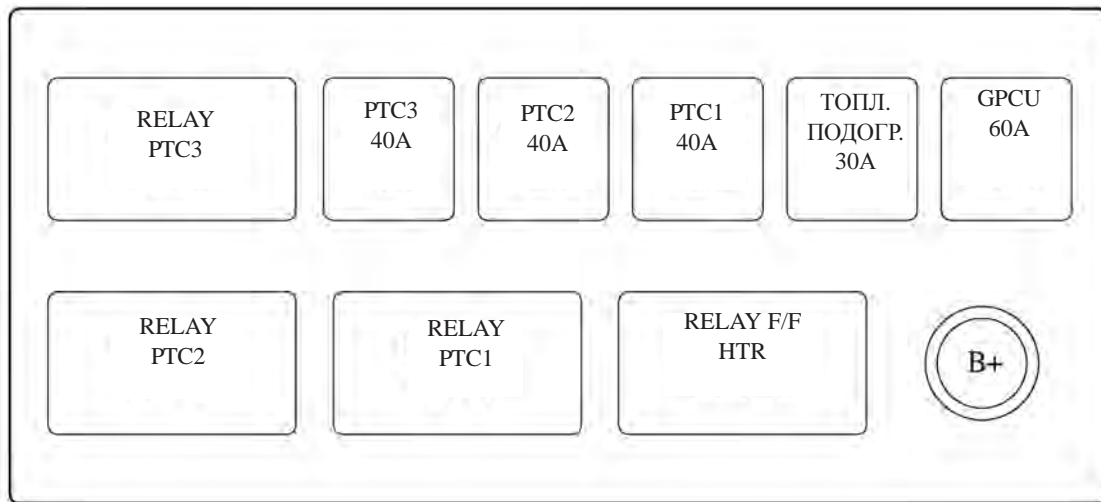 RELAY
PTC3
PTC3
40A
PTC2
40A
PTC1
40A
ТОПЛ.
ПОДОГР.
30A
GPCU
60A
RELAY
PTC2
RELAY
PTC1
RELAY F/F
HTR
B+